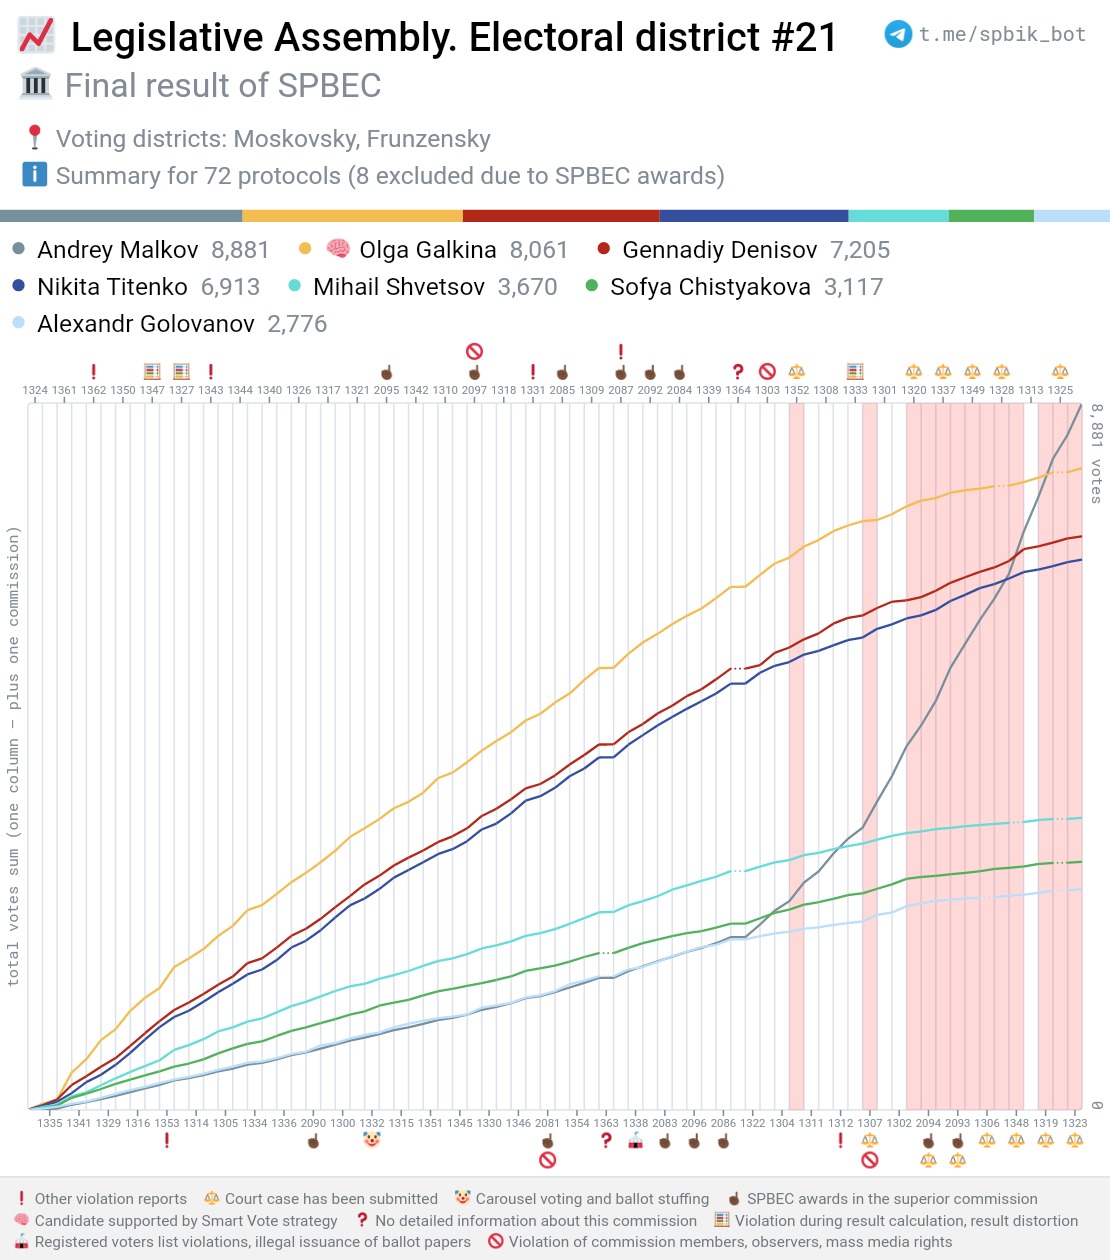 Legislative Assembly. Electoral district #21
t.me/spbik_bot
Final result of SPBEC
Voting districts: Moskovsky, Frunzensky
Summary for 72 protocols (8 excluded due to SPBEC awards)
Andrey Malkov 8,881 Olga Galkina 8,061 Gennadiy Denisov 7,205
Nikita Titenko 6,913 Mihail Shvetsov 3,670 Sofya Chistyakova 3,117
Alexandr Golovanov 2,776
1324 1361 1362 1350 1347 1327 1343 1344 1340 1326 1317 1321 2095 1342 1310 2097 1318 1331 2085 1309 2087 2092 2084 1339 1364 1303 1352 1308 1333 1301 1320 1337 1349 1328 1313 1325
8,881 votes
total votes sum (one column – plus one commission)
0
1335 1341 1329 1316 1353 1314 1305 1334 1336 2090 1300 1332 1315 1351 1345 1330 1346 2081 1354 1363 1338 2083 2096 2086 1322 1304 1311 1312 1307 1302 2094 2093 1306 1348 1319 1323
Other violation reports Court case has been submitted Carousel voting and ballot stuffing SPBEC awards in the superior commission
Candidate supported by Smart Vote strategy No detailed information about this commission Violation during result calculation, result distortion
Registered voters list violations, illegal issuance of ballot papers Violation of commission members, observers, mass media rights